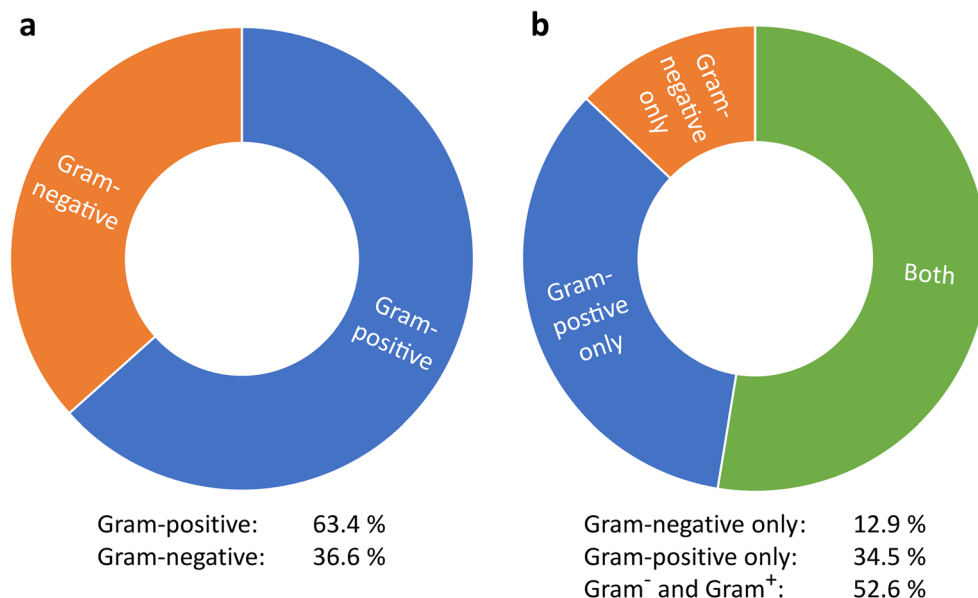 a
Gram-
negative
Gram-
positive
Gram-positive: 63.4 %
Gram-negative: 36.6 %
b
Gram-
negative
only
Gram-
postive
only
Both
Gram-negative only: 12.9 %
Gram-positive only: 34.5 %
Gram⁻ and Gram⁺: 52.6 %